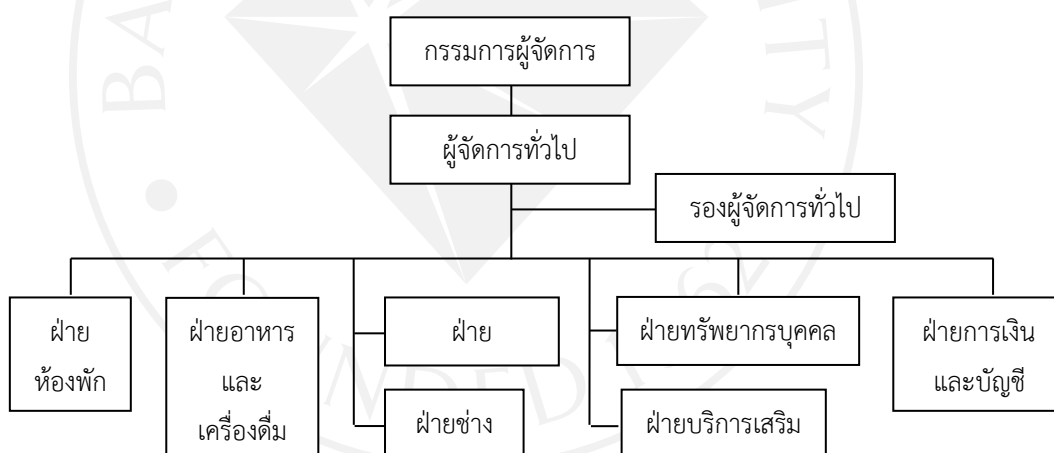 กรรมการผู้จัดการ
ผู้จัดการทั่วไป
รองผู้จัดการทั่วไป
ฝ่าย
ห้องพัก
ฝ่ายอาหาร
และ
เครื่องดื่ม
ฝ่าย
ฝ่ายช่าง
ฝ่ายทรัพยากรบุคคล
ฝ่ายบริการเสริม
ฝ่ายการเงิน
และบัญชี